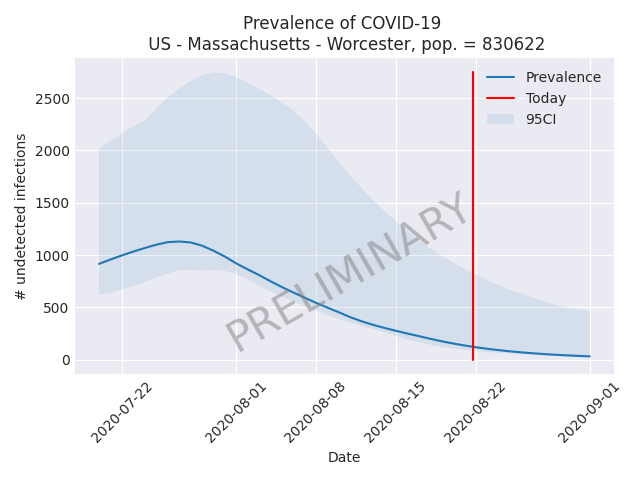 Prevalence of COVID-19
US - Massachusetts - Worcester, pop. = 830622
Prevalence
Today
95CI
2500
2000
1500
1000
500
0
# undetected infections
PRELIMINARY
2020-07-22
2020-08-01
2020-08-08
2020-08-15
2020-08-22
2020-09-01
Date